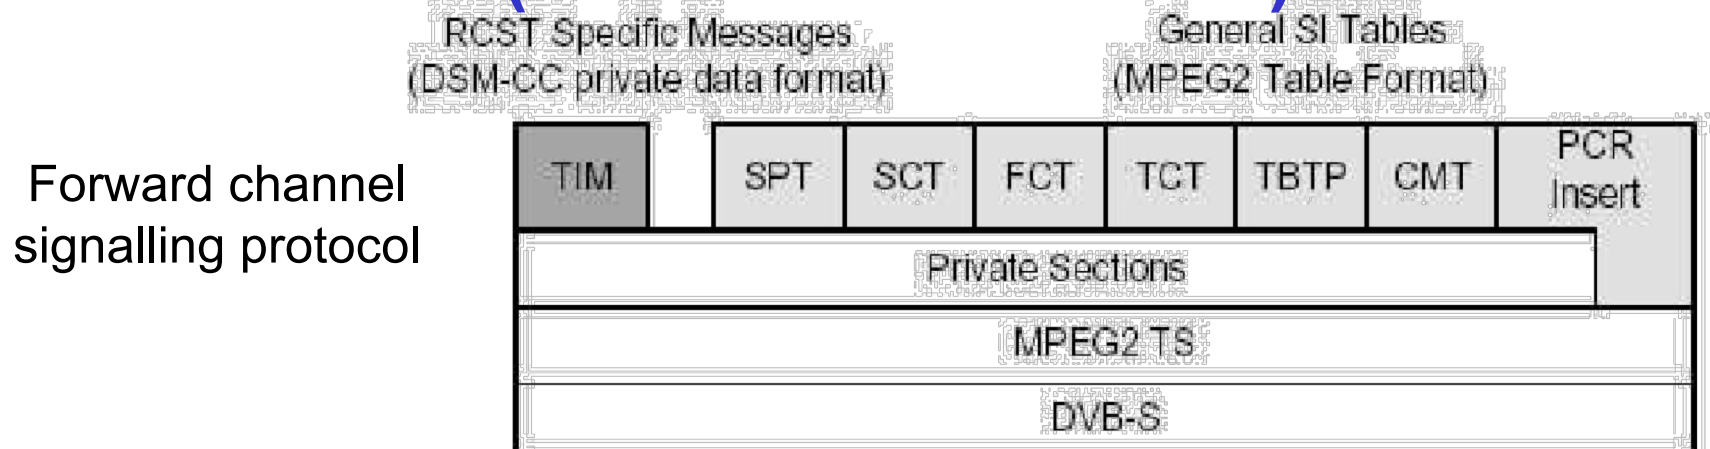 RCST Specific Messages
(DSM-CC private data format)
General SI Tables
(MPEG2 Table Format)
Forward channel
signalling protocol
TIM
SPT
SCT
FCT
TCT
TBTP
CMT
PCR
Insert
Private Sections
MPEG2 TS
DVB-S